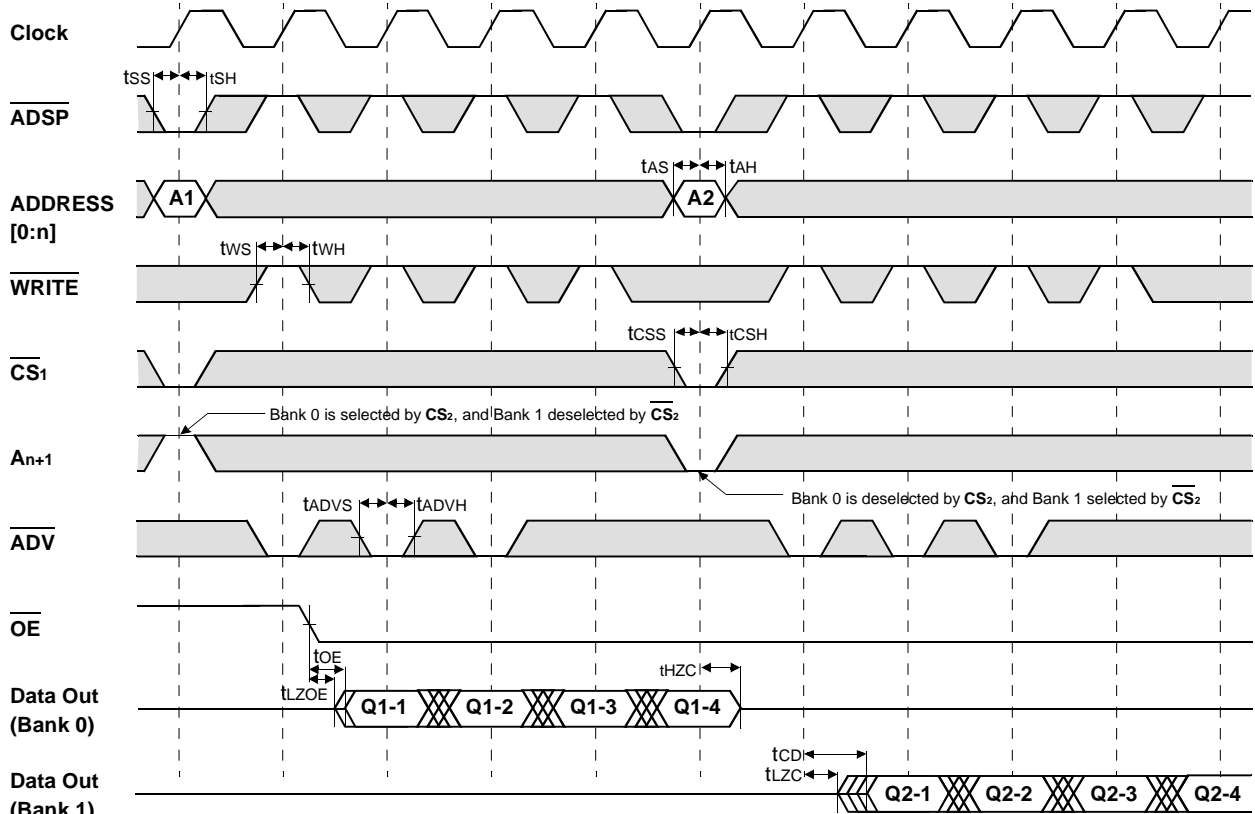 Clock
tSS
tSH
ADSP
tAS
tAH
ADDRESS
[0:n]
A1
A2
tWS
tWH
WRITE
tCSS
tCSH
CS1
Bank 0 is selected by CS2, and Bank 1 deselected by CS2
An+1
Bank 0 is deselected by CS2, and Bank 1 selected by CS2
tADVS
tADVH
ADV
OE
tOE
tHZC
tLZOE
Data Out
(Bank 0)
Q1-1
Q1-2
Q1-3
Q1-4
tCD
tLZC
Data Out
(Bank 1)
Q2-1
Q2-2
Q2-3
Q2-4